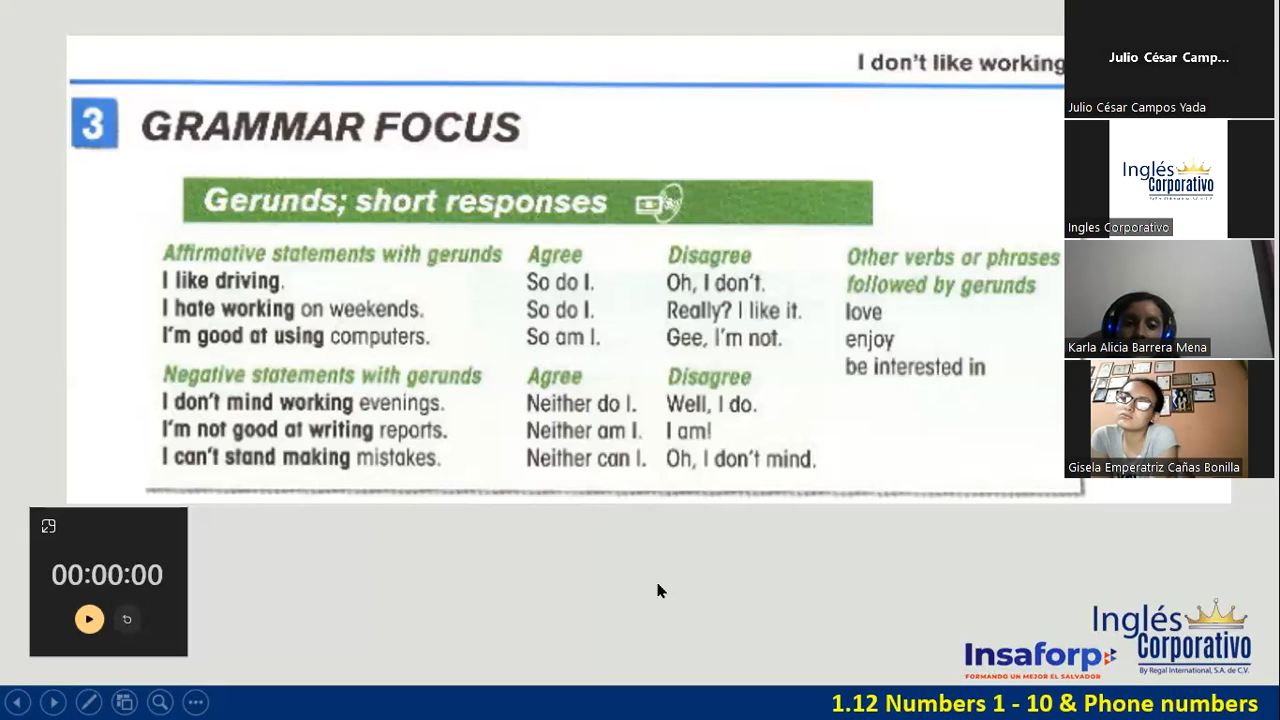 I don't like working
3 GRAMMAR FOCUS
Gerunds; short responses
Affirmative statements with gerunds Agree Disagree Other verbs or phrases
I like driving. So do I. Oh, I don't. followed by gerunds
I hate working on weekends. So do I. Really? I like it. love
I'm good at using computers. So am I. Gee, I'm not. enjoy
be interested in
Negative statements with gerunds Agree Disagree
I don't mind working evenings. Neither do I. Well, I do.
I'm not good at writing reports. Neither am I. I am!
I can't stand making mistakes. Neither can I. Oh, I don't mind.
00:00:00
Julio César Camp...
Julio César Campos Yada
Inglés
Corporativo
Ingles Corporativo
Karla Alicia Barrera Mena
Gisela Emperatriz Cañas Bonilla
Insaforp
FORMANDO UN MEJOR EL SALVADOR
Inglés
Corporativo
By Regal International, S.A. de C.V.
1.12 Numbers 1 - 10 & Phone numbers